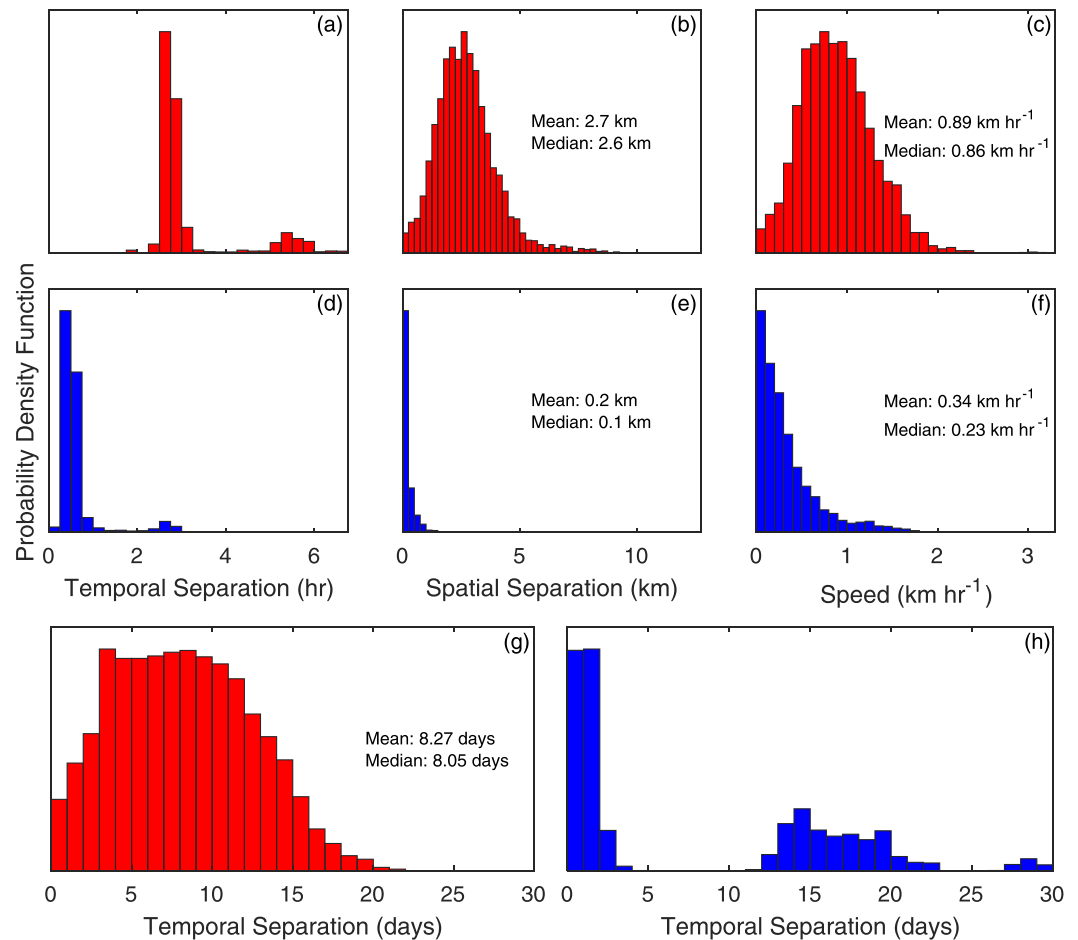 (a)
(b)
(c)
Mean: 2.7 km
Median: 2.6 km
Mean: 0.89 km hr-1
Median: 0.86 km hr-1
Probability Density Function
(d)
(e)
(f)
Mean: 0.2 km
Median: 0.1 km
Mean: 0.34 km hr-1
Median: 0.23 km hr-1
0 2 4 6
0 5 10
0 1 2 3
Temporal Separation (hr)
Spatial Separation (km)
Speed (km hr-1)
(g)
(h)
Mean: 8.27 days
Median: 8.05 days
0 5 10 15 20 25 30
0 5 10 15 20 25 30
Temporal Separation (days)
Temporal Separation (days)